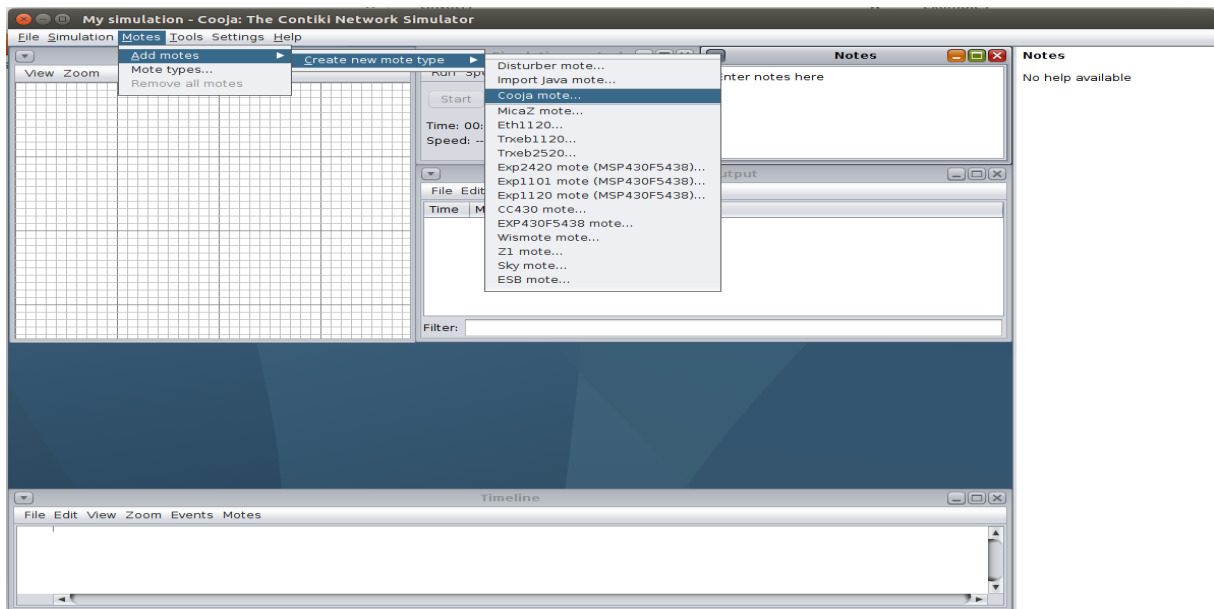 My simulation - Cooja: The Contiki Network Simulator
File Simulation Motes Tools Settings Help
Add motes
Mote types...
Remove all motes
Create new mote type
Disturber mote...
Import Java mote...
Cooja mote...
MicaZ mote...
Eth1120...
Trxeb1120...
Trxeb2520...
Exp2420 mote (MSP430F5438)...
Exp1101 mote (MSP430F5438)...
Exp1120 mote (MSP430F5438)...
CC430 mote...
EXP430F5438 mote...
Wismote mote...
Z1 mote...
Sky mote...
ESB mote...
View Zoom
Run
Start
Time: 00:
Speed: --
Notes
Enter notes here
Notes
No help available
File Edit
Time
Filter:
Timeline
File Edit View Zoom Events Motes